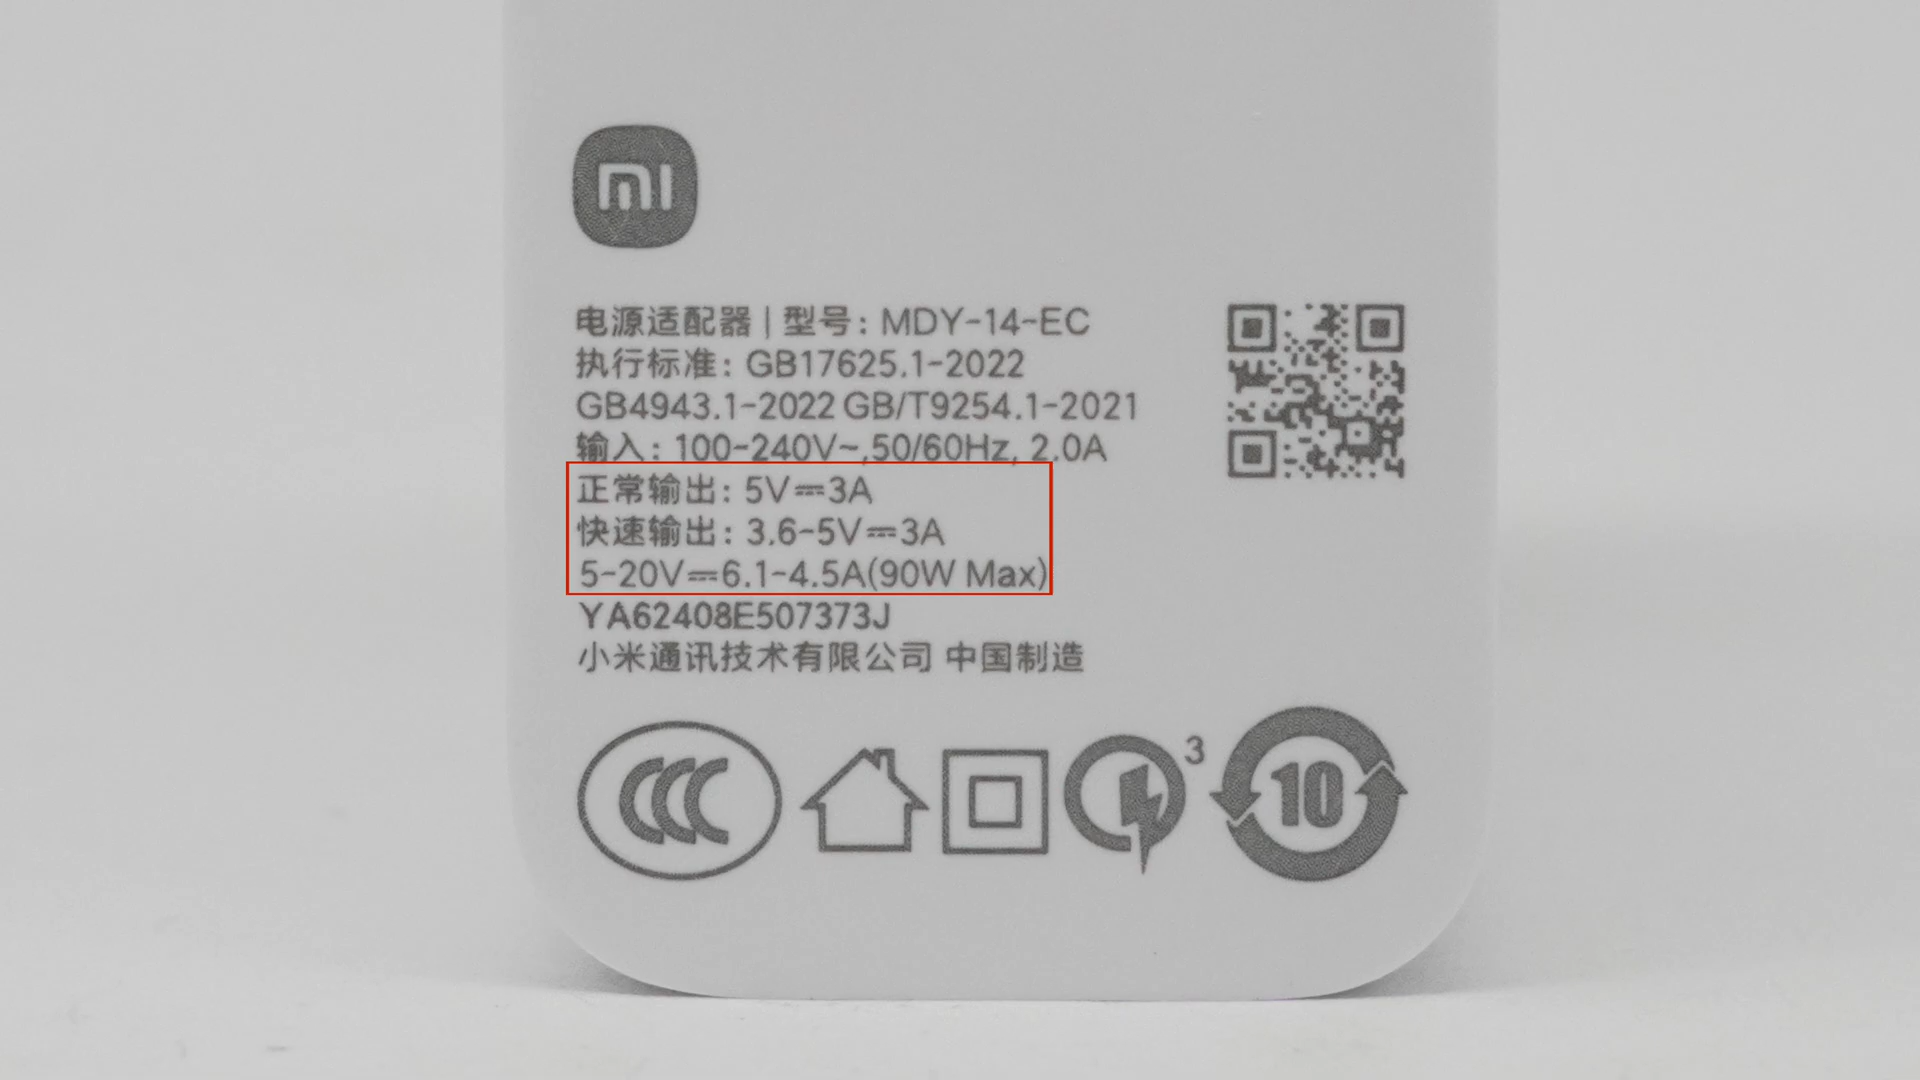 mi
电源适配器 | 型号: MDY-14-EC
执行标准: GB17625.1-2022
GB4943.1-2022 GB/T9254.1-2021
输入: 100-240V~,50/60Hz, 2.0A
正常输出: 5V⎓3A
快速输出: 3.6-5V⎓3A
5-20V⎓6.1-4.5A(90W Max)
YA62408E507373J
小米通讯技术有限公司 中国制造
CCC
3
10